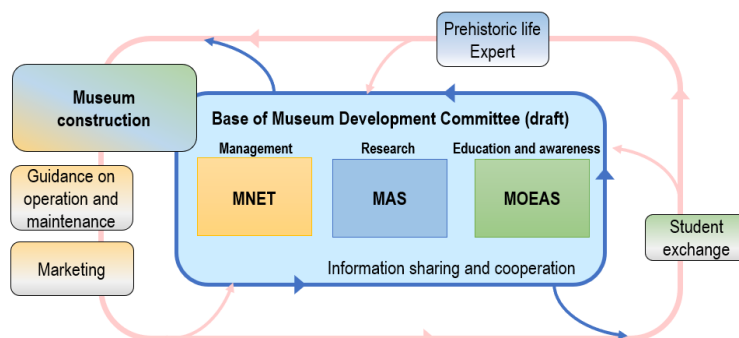 Prehistoric life
Expert
Museum
construction
Base of Museum Development Committee (draft)
Management
Research
Education and awareness
MNET
MAS
MOEAS
Guidance on
operation and
maintenance
Marketing
Student
exchange
Information sharing and cooperation